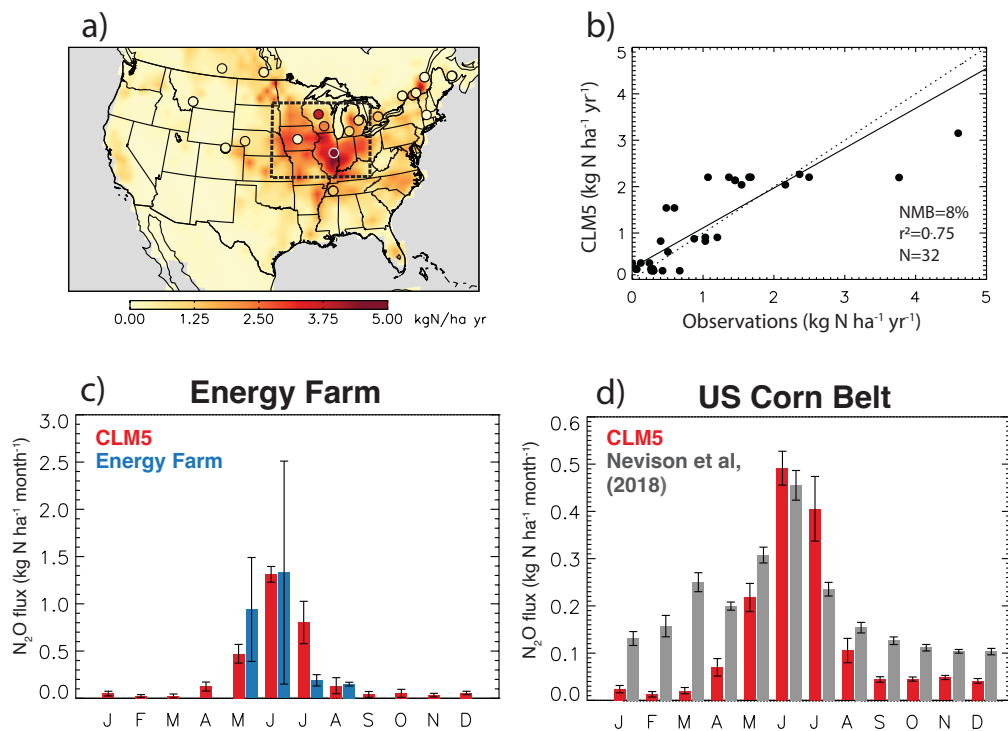 a)
0.00 1.25 2.50 3.75 5.00 kgN/ha yr
b)
5
4
3
2
1
0
CLM5 (kg N ha⁻¹ yr⁻¹)
NMB=8%
r²=0.75
N=32
0 1 2 3 4 5
Observations (kg N ha⁻¹ yr⁻¹)
c) Energy Farm
3.0
2.5
2.0
1.5
1.0
0.5
0.0
N₂O flux (kg N ha⁻¹ month⁻¹)
CLM5
Energy Farm
J F M A M J J A S O N D
d) US Corn Belt
0.6
0.5
0.4
0.3
0.2
0.1
0.0
N₂O flux (kg N ha⁻¹ month⁻¹)
CLM5
Nevison et al,
(2018)
J F M A M J J A S O N D